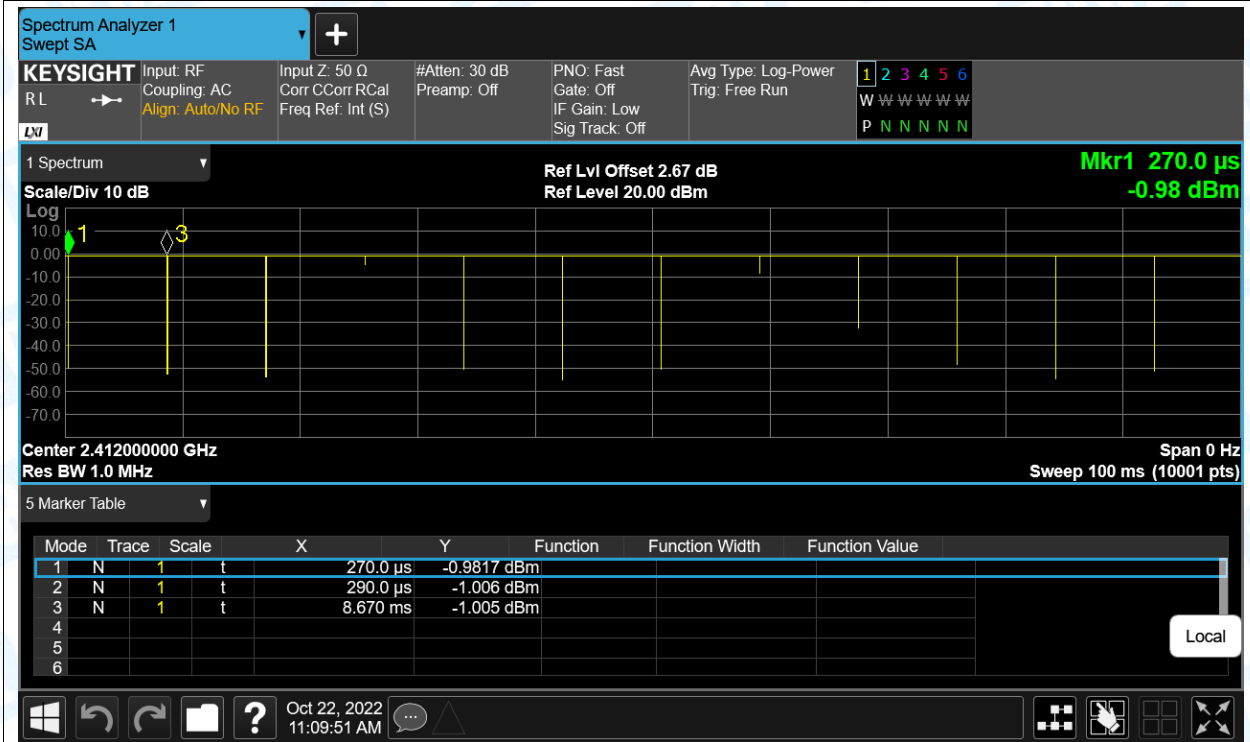 Spectrum Analyzer 1
Swept SA
+
KEYSIGHT Input: RF Input Z: 50 Ω #Atten: 30 dB PNO: Fast Avg Type: Log-Power 1 2 3 4 5 6
R L Coupling: AC Corr CCorr RCal Preamp: Off Gate: Off Trig: Free Run W W W W W W
Align: Auto/No RF Freq Ref: Int (S) IF Gain: Low
LXI Sig Track: Off P N N N N N
1 Spectrum Ref Lvl Offset 2.67 dB Mkr1 270.0 µs
Scale/Div 10 dB Ref Level 20.00 dBm -0.98 dBm
Log
10.0 1 3
0.00
-10.0
-20.0
-30.0
-40.0
-50.0
-60.0
-70.0
Center 2.412000000 GHz Span 0 Hz
Res BW 1.0 MHz Sweep 100 ms (10001 pts)
5 Marker Table
Mode Trace Scale X Y Function Function Width Function Value
1 N 1 t 270.0 µs -0.9817 dBm
2 N 1 t 290.0 µs -1.006 dBm
3 N 1 t 8.670 ms -1.005 dBm
4
5
6
Local
? Oct 22, 2022
11:09:51 AM